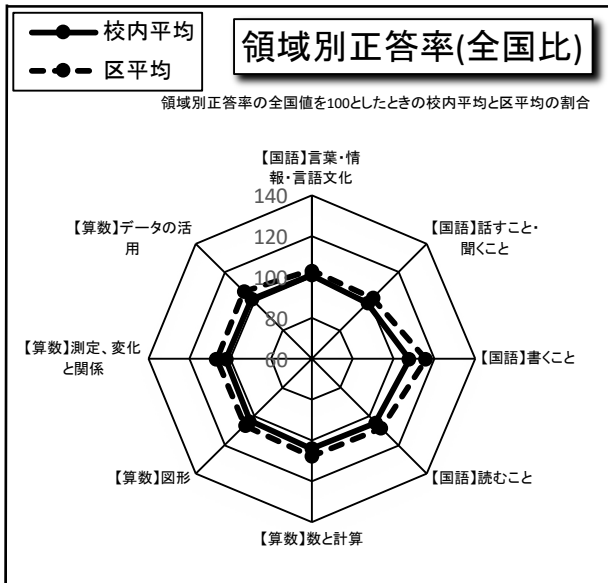 校内平均
区平均
領域別正答率(全国比)
領域別正答率の全国値を100としたときの校内平均と区平均の割合
【国語】言葉・情
報・言語文化
【国語】話すこと・
聞くこと
【国語】書くこと
【国語】読むこと
【算数】数と計算
【算数】図形
【算数】測定、変化
と関係
【算数】データの活
用
140
120
100
80
60